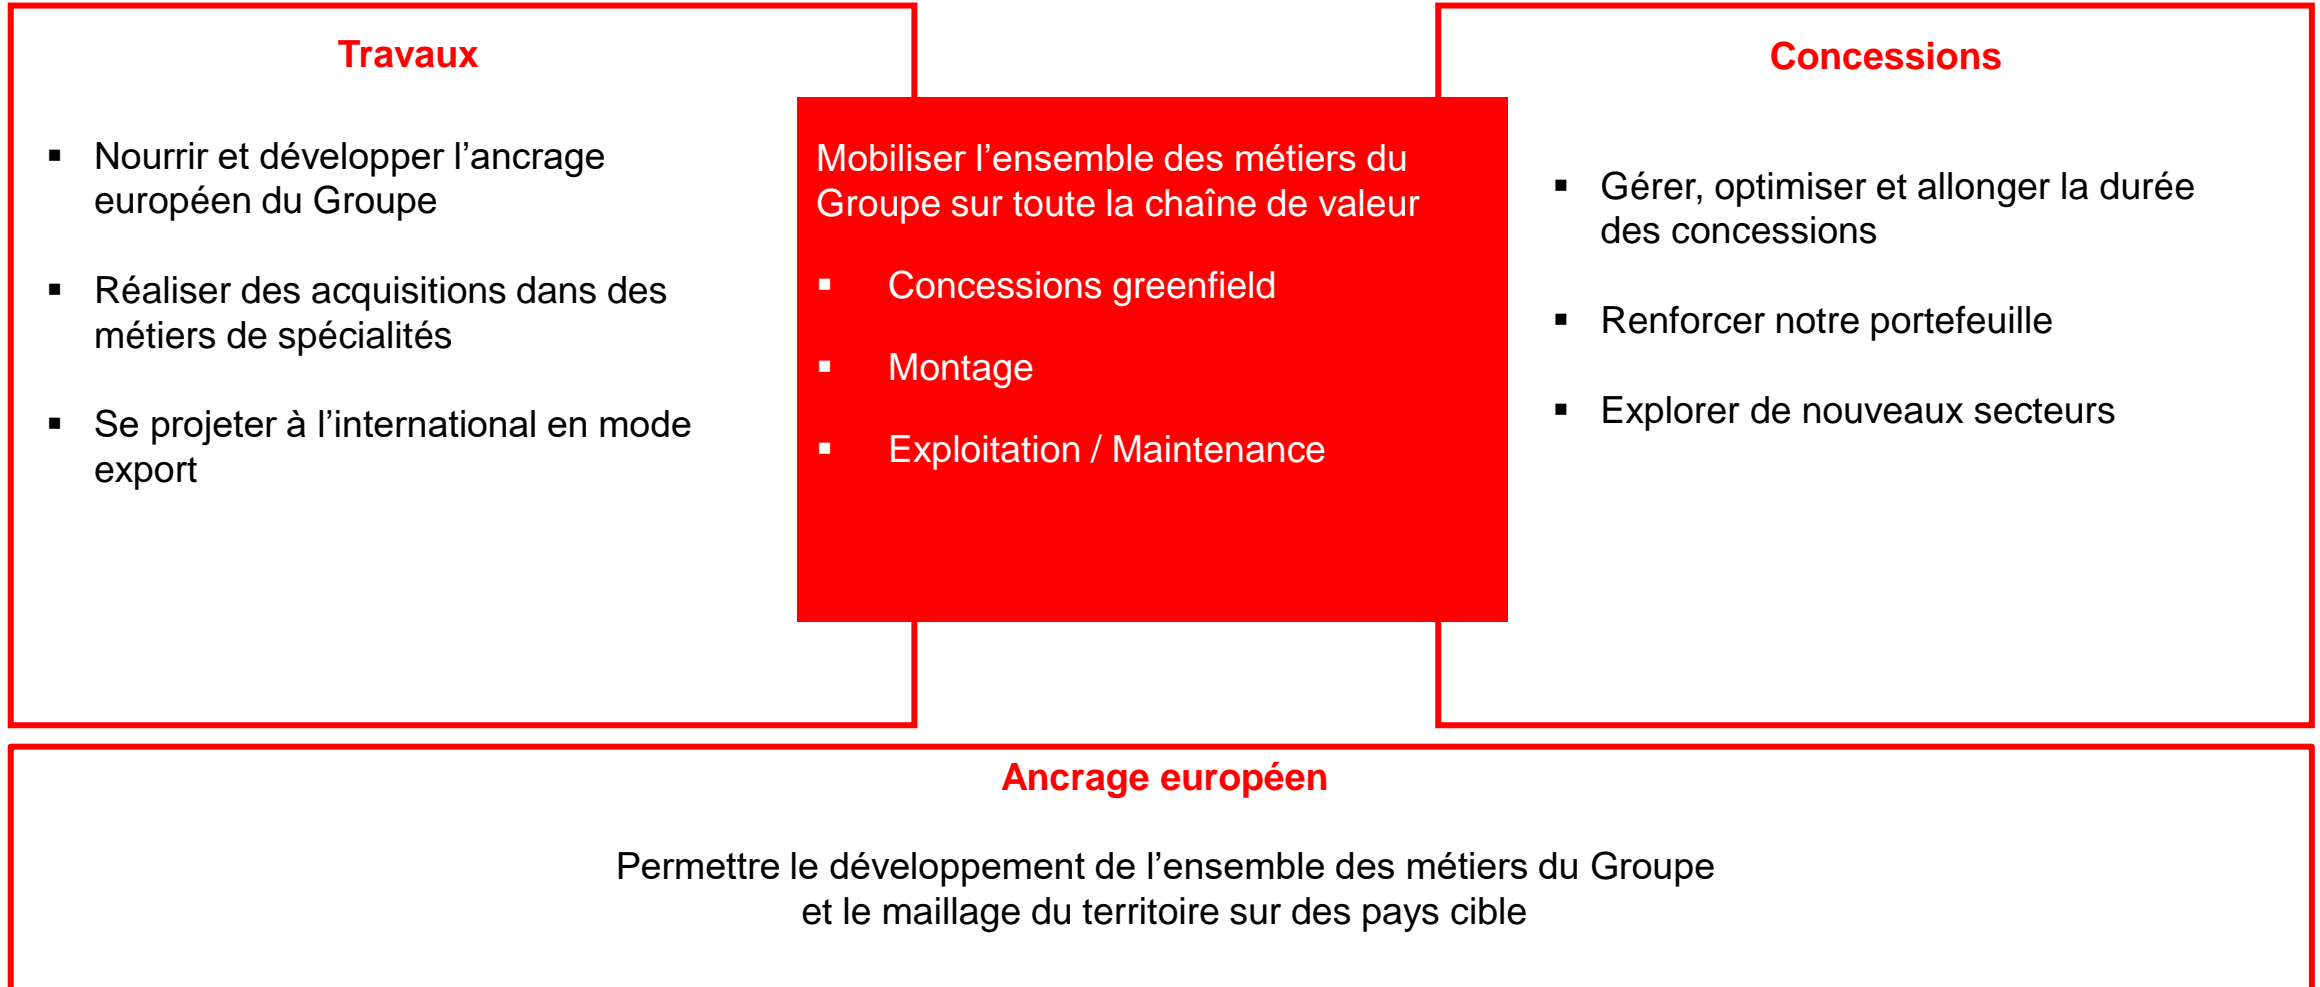 Travaux
▪ Nourrir et développer l’ancrage
européen du Groupe
▪ Réaliser des acquisitions dans des
métiers de spécialités
▪ Se projeter à l’international en mode
export
Mobiliser l’ensemble des métiers du
Groupe sur toute la chaîne de valeur
▪ Concessions greenfield
▪ Montage
▪ Exploitation / Maintenance
Concessions
▪ Gérer, optimiser et allonger la durée
des concessions
▪ Renforcer notre portefeuille
▪ Explorer de nouveaux secteurs
Ancrage européen
Permettre le développement de l’ensemble des métiers du Groupe
et le maillage du territoire sur des pays cible